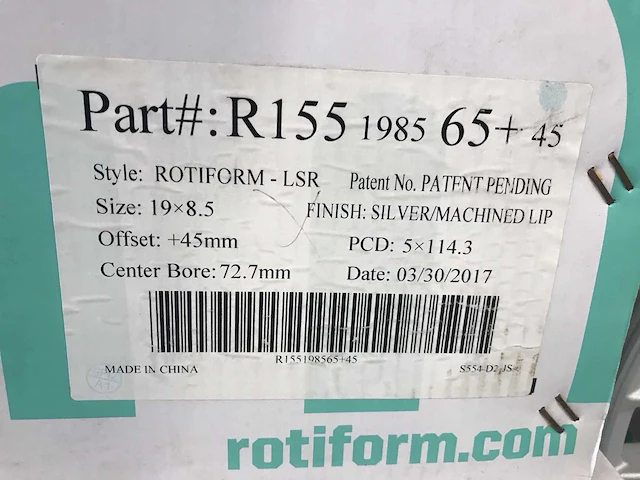 Part#: R155 1985 65+ 45
Style: ROTIFORM - LSR Patent No. PATENT PENDING
Size: 19×8.5 FINISH: SILVER/MACHINED LIP
Offset: +45mm PCD: 5×114.3
Center Bore: 72.7mm Date: 03/30/2017
R155198565+45
MADE IN CHINA S554-D2-JS
rotiform.com